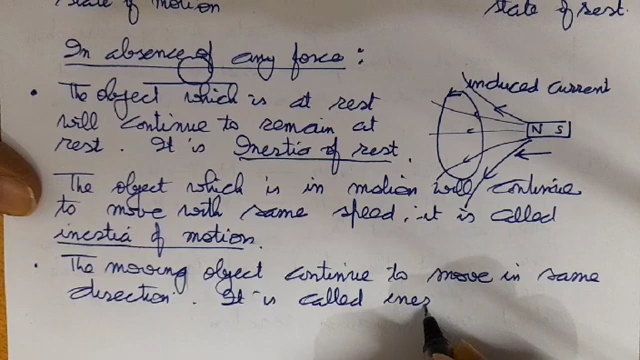 state of motion
state of rest.
In absence of any force :
induced current
N S
• The object which is at rest
will continue to remain at
rest. It is Inertia of rest.
The object which is in motion will continue
to move with same speed, it is called
inertia of motion.
• The moving object continue to move in same
direction. It is called iner